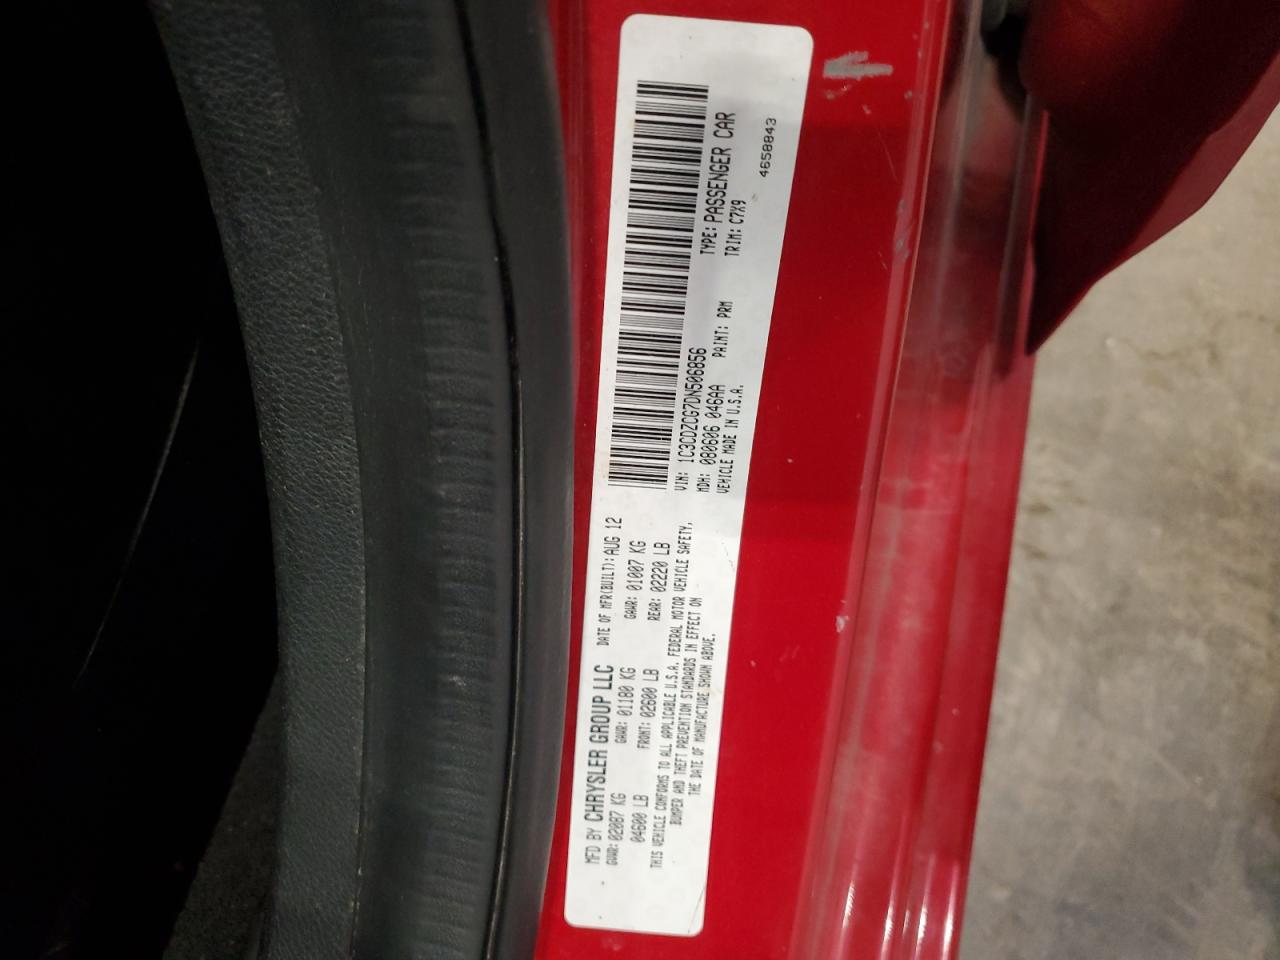 MFD BY CHRYSLER GROUP LLC DATE OF MFR(BUILT): AUG 12
GVWR: 02087 KG GAWR: 01180 KG GAWR: 01007 KG
04600 LB FRONT: 02600 LB REAR: 02220 LB
THIS VEHICLE CONFORMS TO ALL APPLICABLE U.S.A. FEDERAL MOTOR VEHICLE SAFETY,
BUMPER AND THEFT PREVENTION STANDARDS IN EFFECT ON
THE DATE OF MANUFACTURE SHOWN ABOVE.
VIN: 1C3CDZCG7DN506856 TYPE: PASSENGER CAR
MDH: 080606 046AA PAINT: PRM TRIM: C7X9
VEHICLE MADE IN U.S.A.
4658843